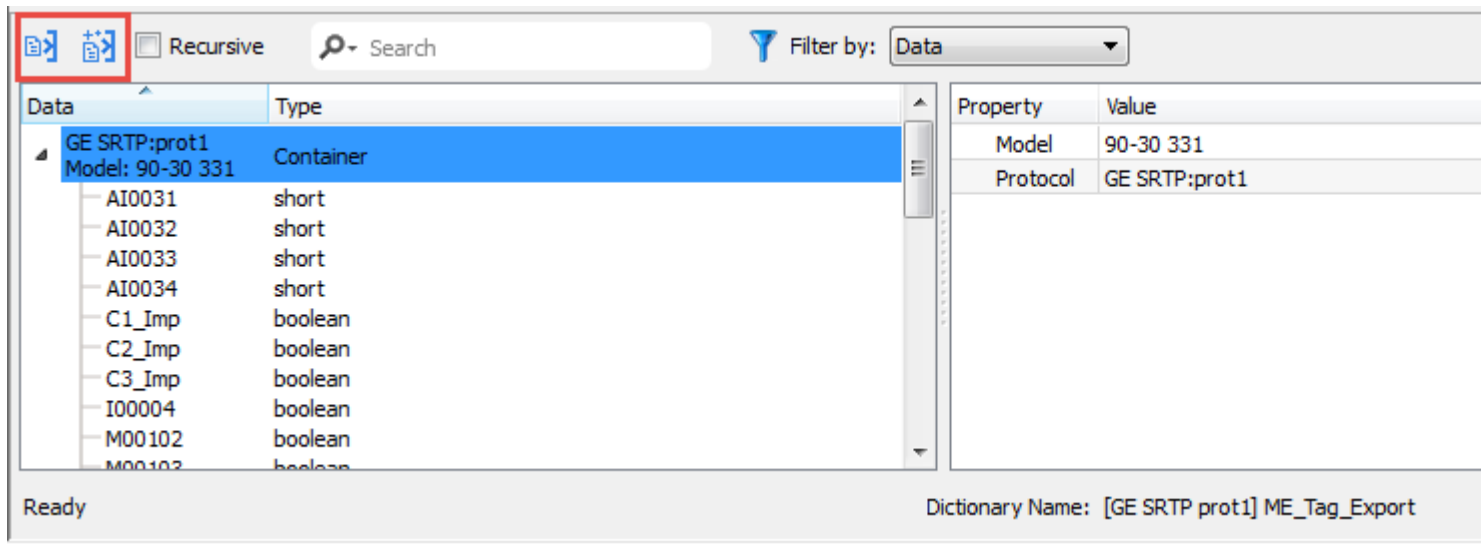 Recursive Search Filter by: Data
Data Type Property Value
GE SRTP:prot1
Model: 90-30 331 Container
Model 90-30 331
Protocol GE SRTP:prot1
AI0031 short
AI0032 short
AI0033 short
AI0034 short
C1_Imp boolean
C2_Imp boolean
C3_Imp boolean
I00004 boolean
M00102 boolean
M00103 boolean
Ready Dictionary Name: [GE SRTP prot1] ME_Tag_Export